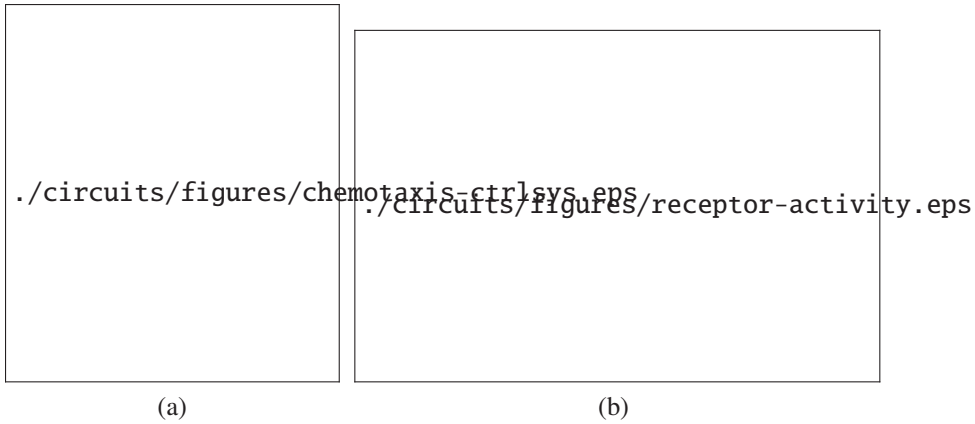 ./circuits/figures/chemotaxis-ctrlsys.eps
./circuits/figures/receptor-activity.eps
(a)
(b)